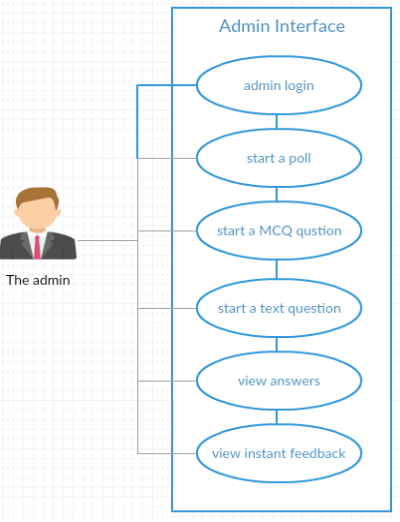 Admin Interface
admin login
start a poll
start a MCQ qustion
The admin
start a text question
view answers
view instant feedback